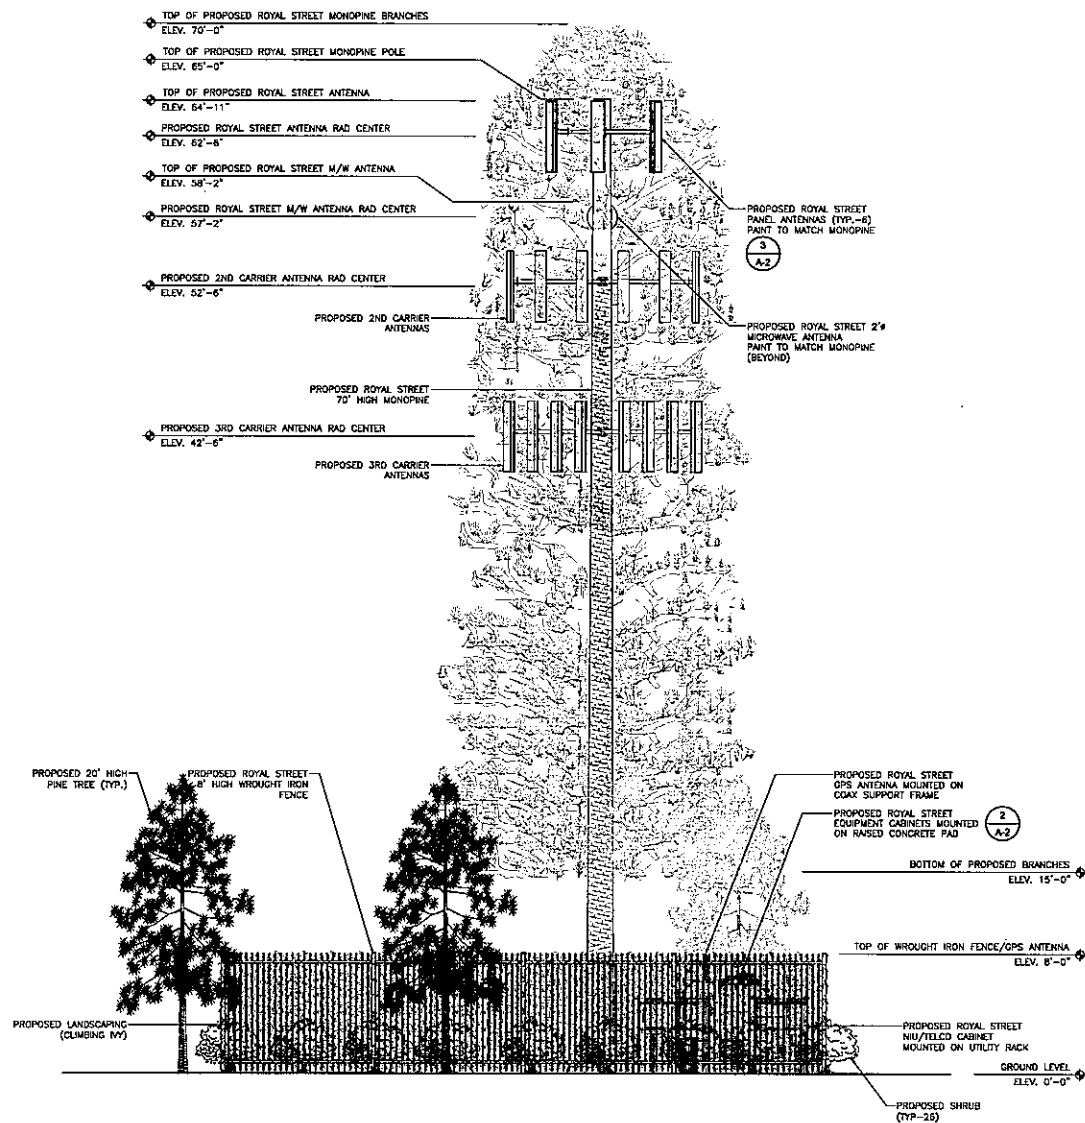 TOP OF PROPOSED ROYAL STREET MONOPINE BRANCHES
ELEV. 70'-0"
TOP OF PROPOSED ROYAL STREET MONOPINE POLE
ELEV. 65'-0"
TOP OF PROPOSED ROYAL STREET ANTENNA
ELEV. 64'-11"
PROPOSED ROYAL STREET ANTENNA RAD CENTER
ELEV. 62'-6"
TOP OF PROPOSED ROYAL STREET M/W ANTENNA
ELEV. 58'-2"
PROPOSED ROYAL STREET M/W ANTENNA RAD CENTER
ELEV. 57'-2"
PROPOSED ROYAL STREET
PANEL ANTENNAS (TYP.-6)
PAINT TO MATCH MONOPINE
3
A-2
PROPOSED 2ND CARRIER ANTENNA RAD CENTER
ELEV. 52'-6"
PROPOSED 2ND CARRIER
ANTENNAS
PROPOSED ROYAL STREET 2'ø
MICROWAVE ANTENNA
PAINT TO MATCH MONOPINE
(BEYOND)
PROPOSED ROYAL STREET
70' HIGH MONOPINE
PROPOSED 3RD CARRIER ANTENNA RAD CENTER
ELEV. 42'-6"
PROPOSED 3RD CARRIER
ANTENNAS
PROPOSED 20' HIGH
PINE TREE (TYP.)
PROPOSED ROYAL STREET
8' HIGH WROUGHT IRON
FENCE
PROPOSED ROYAL STREET
GPS ANTENNA MOUNTED ON
COAX SUPPORT FRAME
PROPOSED ROYAL STREET
EQUIPMENT CABINETS MOUNTED
ON RAISED CONCRETE PAD
2
A-2
BOTTOM OF PROPOSED BRANCHES
ELEV. 15'-0"
TOP OF WROUGHT IRON FENCE/GPS ANTENNA
ELEV. 8'-0"
PROPOSED LANDSCAPING
(CLIMBING IVY)
PROPOSED ROYAL STREET
NIU/TELCO CABINET
MOUNTED ON UTILITY RACK
GROUND LEVEL
ELEV. 0'-0"
PROPOSED SHRUB
(TYP-26)